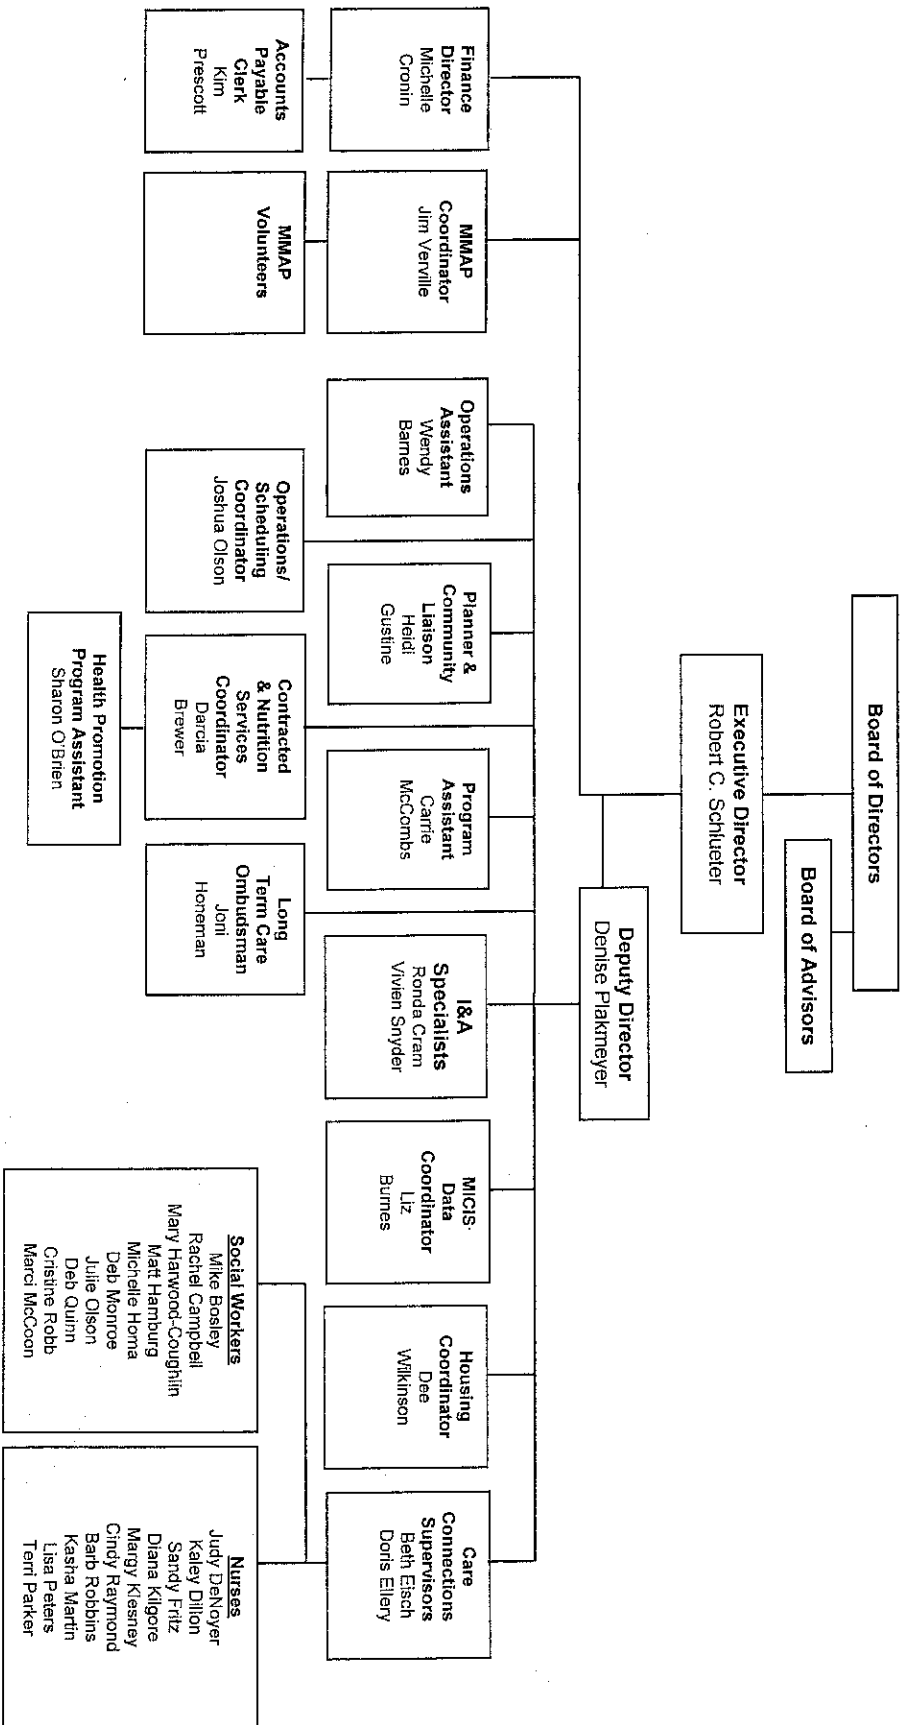 Board of Directors
Board of Advisors
Executive Director
Robert C. Schlueter
Deputy Director
Denise Plakmeyer
Finance
Director
Michelle
Cronin
MMAP
Coordinator
Jim Verville
Operations
Assistant
Wendy
Barnes
Planner &
Community
Liaison
Heidi
Gustine
Program
Assistant
Carrie
McCombs
I&A
Specialists
Ronda Cram
Vivien Snyder
MICIS
Data
Coordinator
Liz
Burnes
Housing
Coordinator
Dee
Wilkinson
Care
Connections
Supervisors
Beth Eisch
Doris Ellery
Accounts
Payable
Clerk
Kim
Prescott
MMAP
Volunteers
Operations/
Scheduling
Coordinator
Joshua Olson
Contracted
& Nutrition
Services
Coordinator
Darcia
Brewer
Long
Term Care
Ombudsman
Joni
Honeman
Health Promotion
Program Assistant
Sharon O'Brien
Social Workers
Mike Bosley
Rachel Campbell
Mary Harwood-Coughlin
Matt Hamburg
Michelle Homa
Deb Monroe
Julie Olson
Deb Quinn
Cristine Robb
Marci McCoon
Nurses
Judy DeNoyer
Kaley Dillon
Sandy Fritz
Diana Kilgore
Margy Klesney
Cindy Raymond
Barb Robbins
Kasha Martin
Lisa Peters
Terri Parker